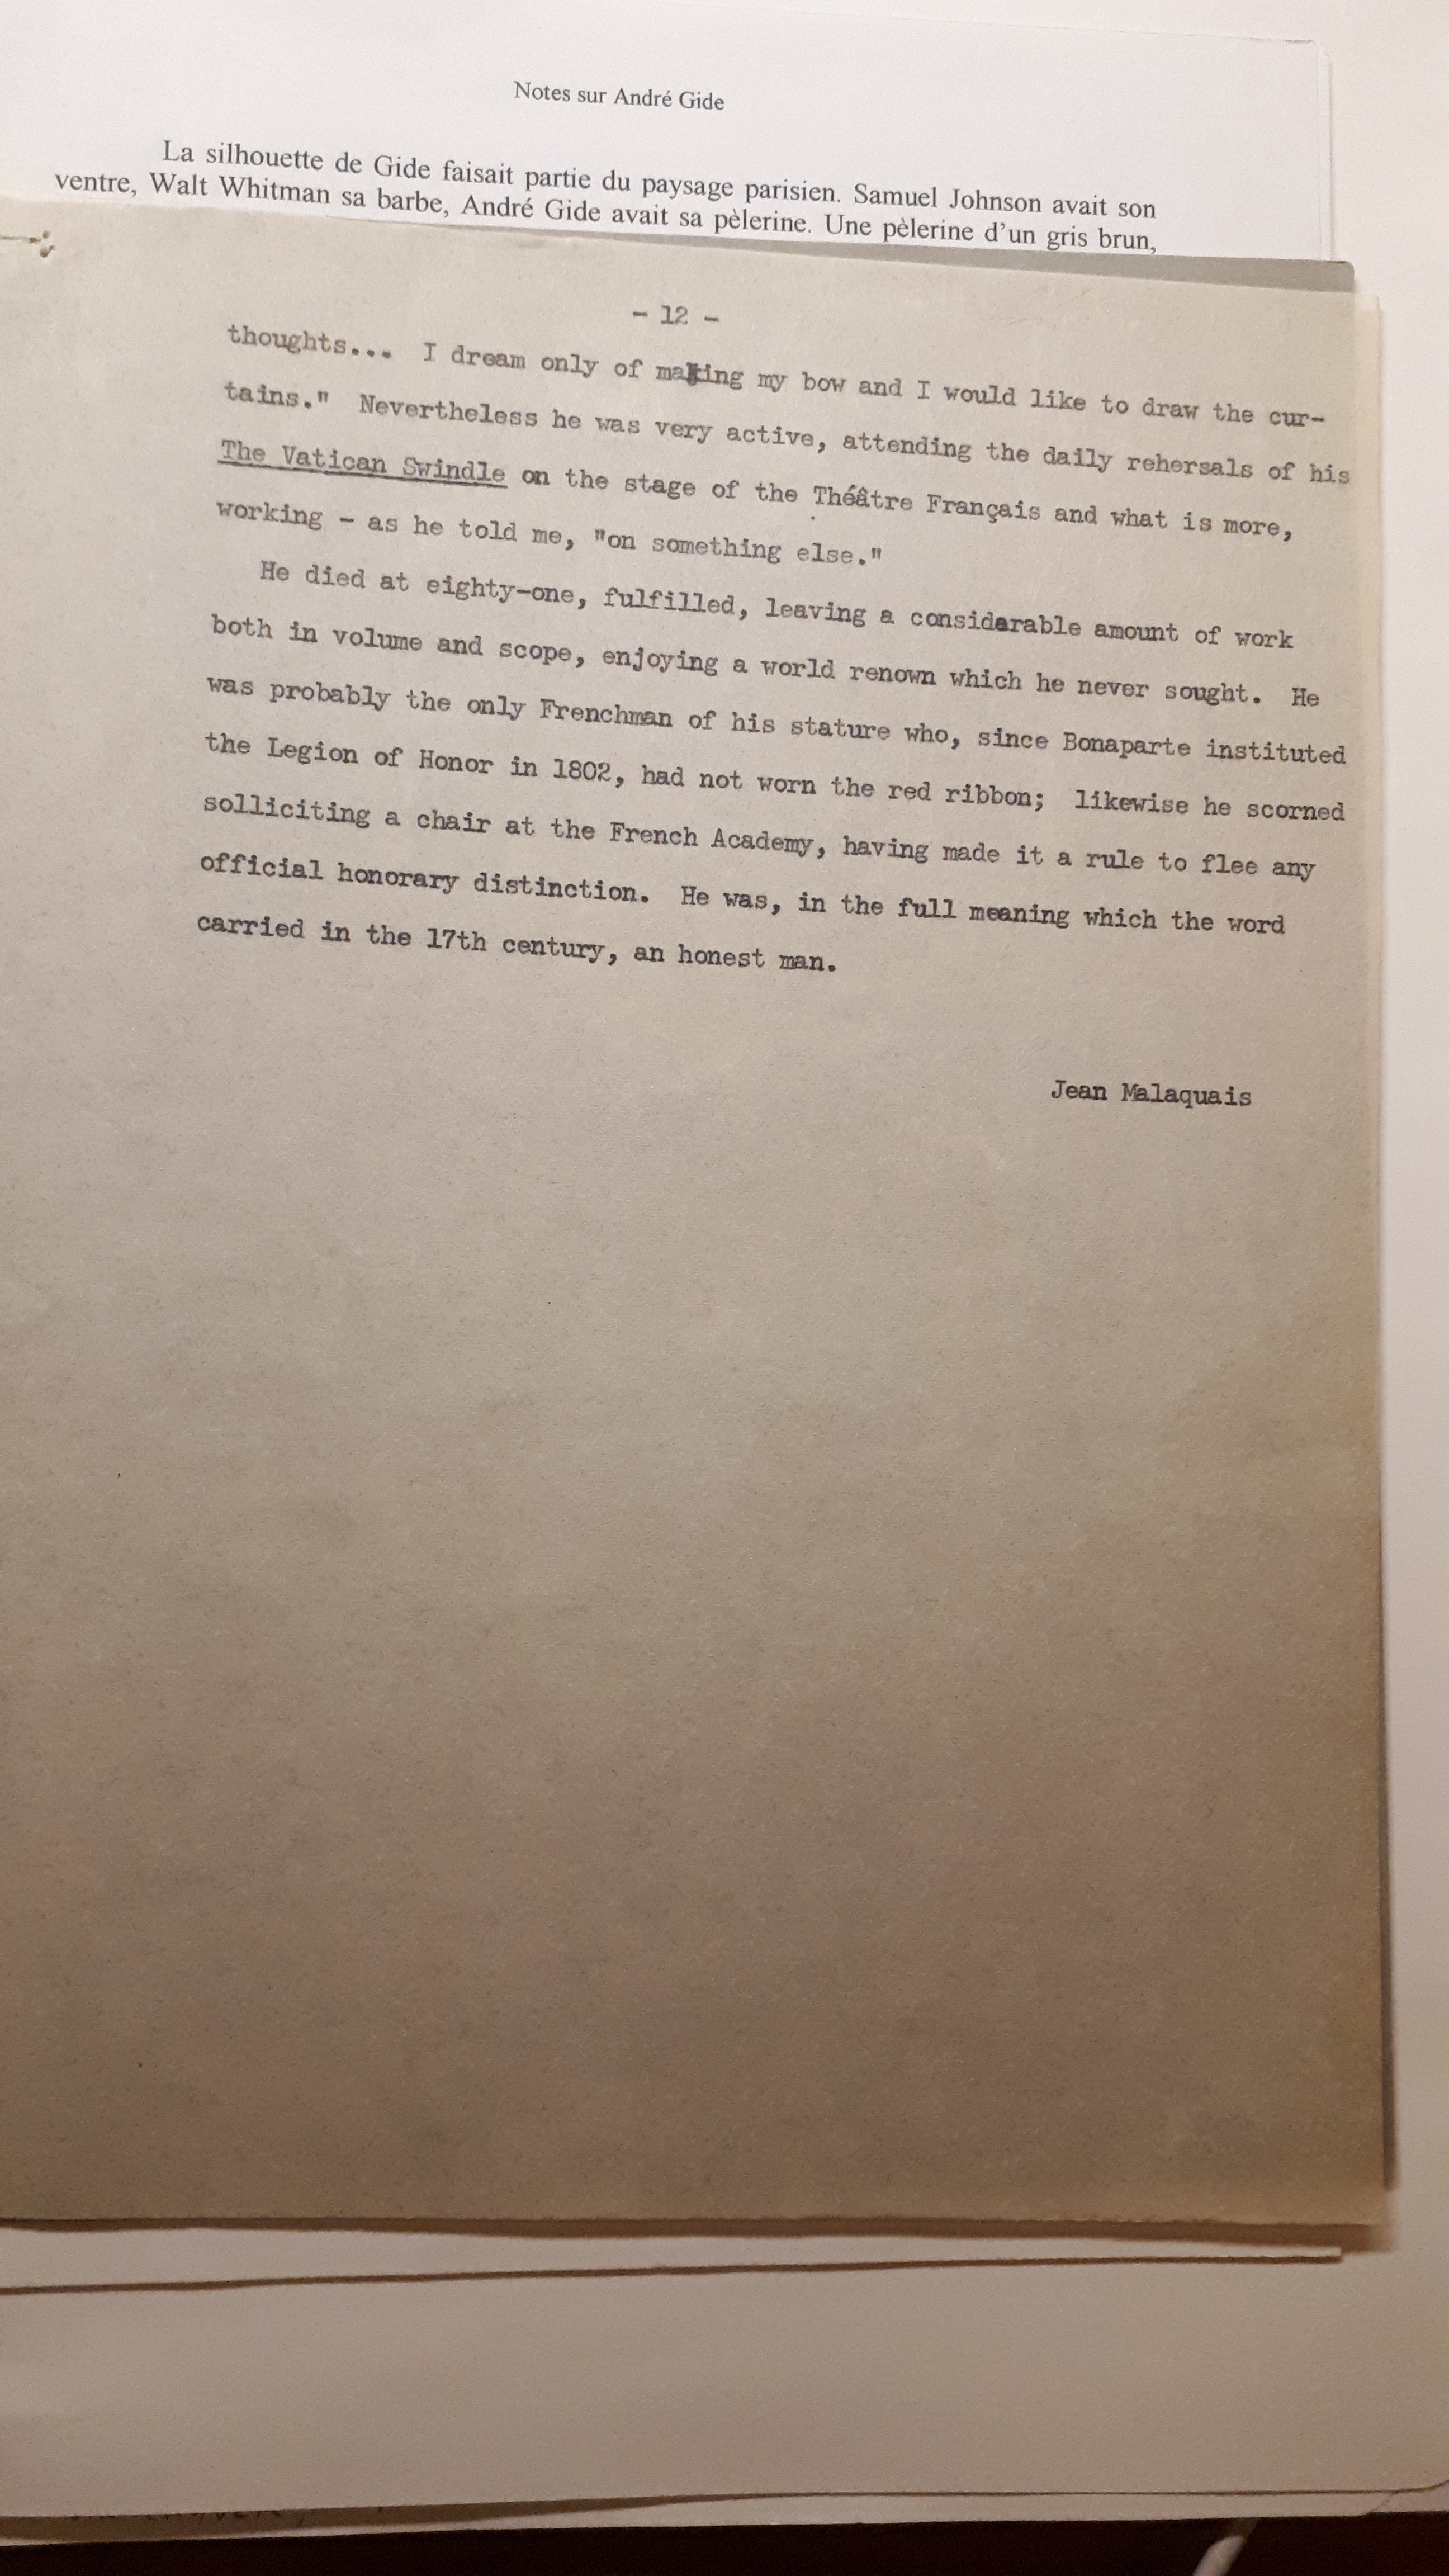 Notes sur André Gide
La silhouette de Gide faisait partie du paysage parisien. Samuel Johnson avait son
ventre, Walt Whitman sa barbe, André Gide avait sa pèlerine. Une pèlerine d'un gris brun,
- 12 -
thoughts... I dream only of making my bow and I would like to draw the cur-
tains." Nevertheless he was very active, attending the daily rehersals of his
The Vatican Swindle on the stage of the Théâtre Français and what is more,
working - as he told me, "on something else."
He died at eighty-one, fulfilled, leaving a considerable amount of work
both in volume and scope, enjoying a world renown which he never sought. He
was probably the only Frenchman of his stature who, since Bonaparte instituted
the Legion of Honor in 1802, had not worn the red ribbon; likewise he scorned
solliciting a chair at the French Academy, having made it a rule to flee any
official honorary distinction. He was, in the full meaning which the word
carried in the 17th century, an honest man.
Jean Malaquais